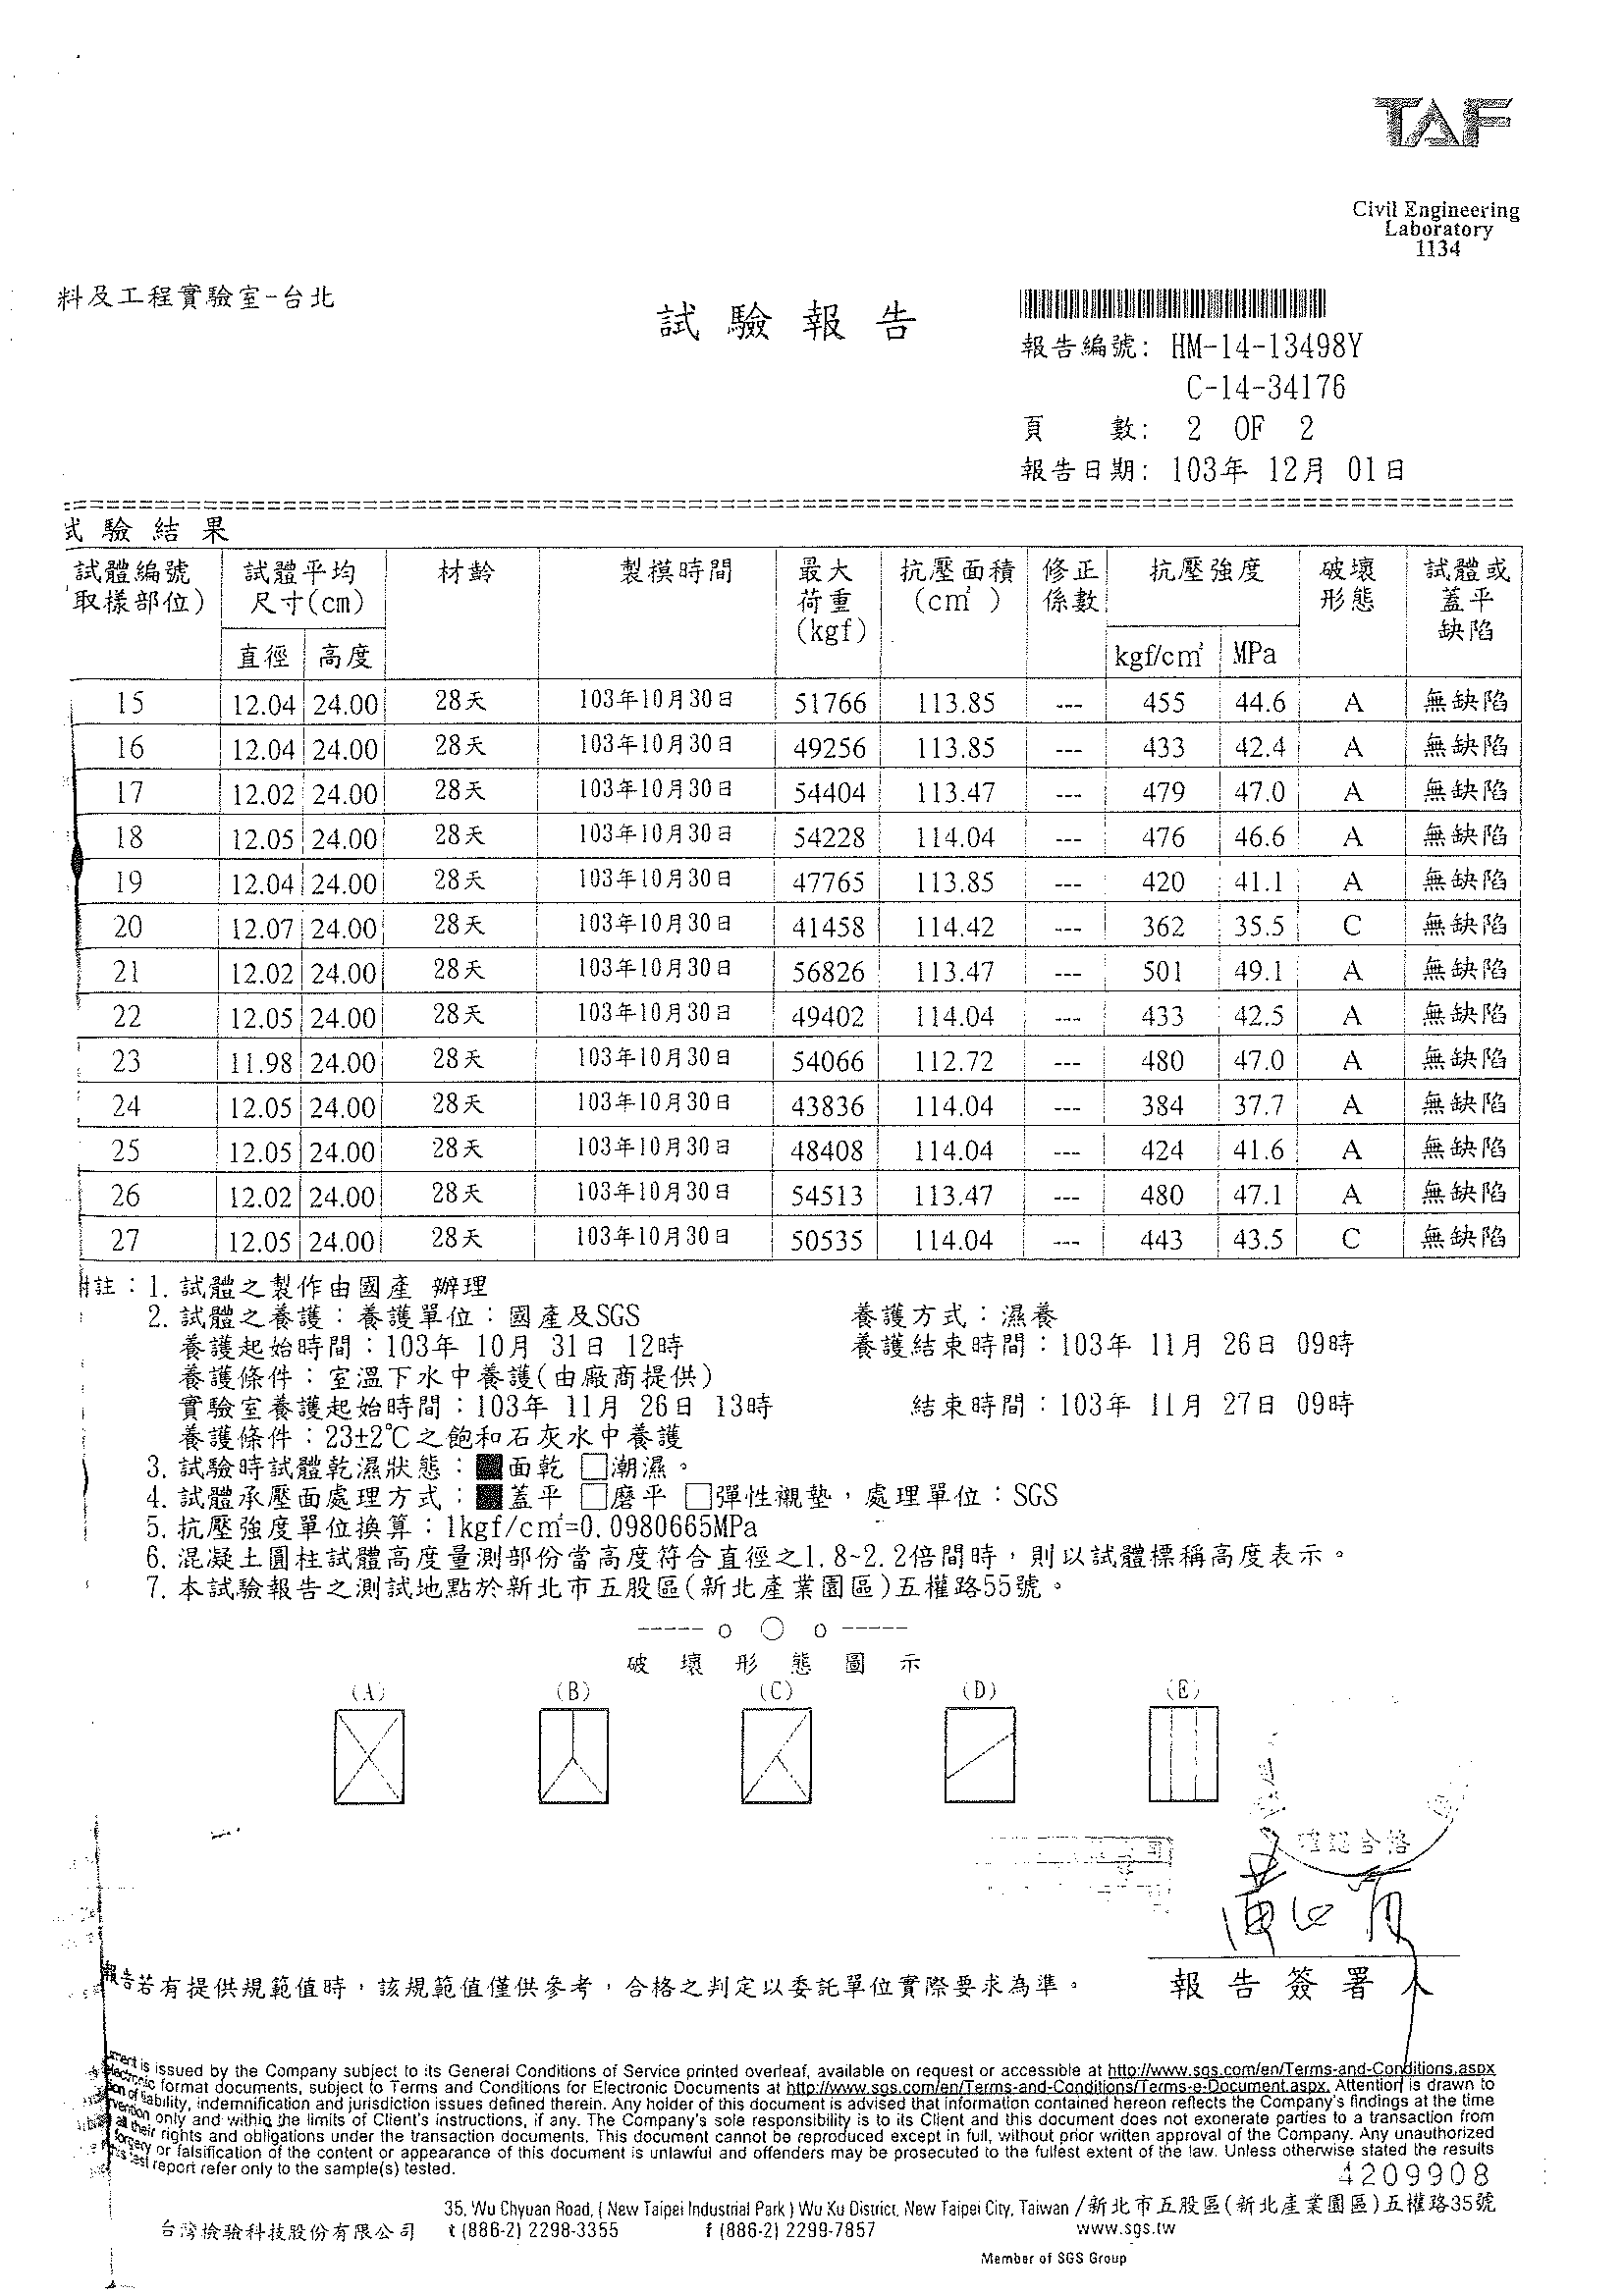 TAF
Civil Engineering
Laboratory
1134
料及工程實驗室-台北
試驗報告
報告編號: HM-14-13498Y
C-14-34176
頁 數: 2 OF 2
報告日期: 103年 12月 01日
試驗結果
試體編號 試體平均 材齡 製模時間 最大 抗壓面積 修正 抗壓強度 破壞 試體或
取樣部位) 尺寸(cm) 荷重 (cm²) 係數 形態 蓋平
(kgf) 缺陷
直徑 高度 kgf/cm² MPa
15 12.04 24.00 28天 103年10月30日 51766 113.85 --- 455 44.6 A 無缺陷
16 12.04 24.00 28天 103年10月30日 49256 113.85 --- 433 42.4 A 無缺陷
17 12.02 24.00 28天 103年10月30日 54404 113.47 --- 479 47.0 A 無缺陷
18 12.05 24.00 28天 103年10月30日 54228 114.04 --- 476 46.6 A 無缺陷
19 12.04 24.00 28天 103年10月30日 47765 113.85 --- 420 41.1 A 無缺陷
20 12.07 24.00 28天 103年10月30日 41458 114.42 --- 362 35.5 C 無缺陷
21 12.02 24.00 28天 103年10月30日 56826 113.47 --- 501 49.1 A 無缺陷
22 12.05 24.00 28天 103年10月30日 49402 114.04 --- 433 42.5 A 無缺陷
23 11.98 24.00 28天 103年10月30日 54066 112.72 --- 480 47.0 A 無缺陷
24 12.05 24.00 28天 103年10月30日 43836 114.04 --- 384 37.7 A 無缺陷
25 12.05 24.00 28天 103年10月30日 48408 114.04 --- 424 41.6 A 無缺陷
26 12.02 24.00 28天 103年10月30日 54513 113.47 --- 480 47.1 A 無缺陷
27 12.05 24.00 28天 103年10月30日 50535 114.04 --- 443 43.5 C 無缺陷
附註：1. 試體之製作由國產 辦理
2. 試體之養護：養護單位：國產及SGS 養護方式：濕養
養護起始時間：103年 10月 31日 12時 養護結束時間：103年 11月 26日 09時
養護條件：室溫下水中養護(由廠商提供)
實驗室養護起始時間：103年 11月 26日 13時 結束時間：103年 11月 27日 09時
養護條件：23±2℃之飽和石灰水中養護
3. 試驗時試體乾濕狀態：■面乾 □潮濕。
4. 試體承壓面處理方式：■蓋平 □磨平 □彈性襯墊，處理單位：SGS
5. 抗壓強度單位換算：1kgf/cm²=0.0980665MPa
6. 混凝土圓柱試體高度量測部份當高度符合直徑之1.8~2.2倍間時，則以試體標稱高度表示。
7. 本試驗報告之測試地點於新北市五股區(新北產業園區)五權路55號。
----- o ○ o -----
破壞形態圖示
(A) (B) (C) (D) (E)
合格
報告若有提供規範值時，該規範值僅供參考，合格之判定以委託單位實際要求為準。
報告簽署人
is issued by the Company subject to its General Conditions of Service printed overleaf, available on request or accessible at http://www.sgs.com/en/Terms-and-Conditions.aspx
format documents, subject to Terms and Conditions for Electronic Documents at http://www.sgs.com/en/Terms-and-Conditions/Terms-e-Document.aspx. Attention is drawn to
liability, indemnification and jurisdiction issues defined therein. Any holder of this document is advised that information contained hereon reflects the Company's findings at the time
only and within the limits of Client's instructions, if any. The Company's sole responsibility is to its Client and this document does not exonerate parties to a transaction from
all their rights and obligations under the transaction documents. This document cannot be reproduced except in full, without prior written approval of the Company. Any unauthorized
forgery or falsification of the content or appearance of this document is unlawful and offenders may be prosecuted to the fullest extent of the law. Unless otherwise stated the results
test report refer only to the sample(s) tested.
4209908
35, Wu Chyuan Road, (New Taipei Industrial Park) Wu Ku District, New Taipei City, Taiwan /新北市五股區(新北產業園區)五權路35號
台灣檢驗科技股份有限公司 t (886-2) 2298-3355 f (886-2) 2299-7857 www.sgs.tw
Member of SGS Group